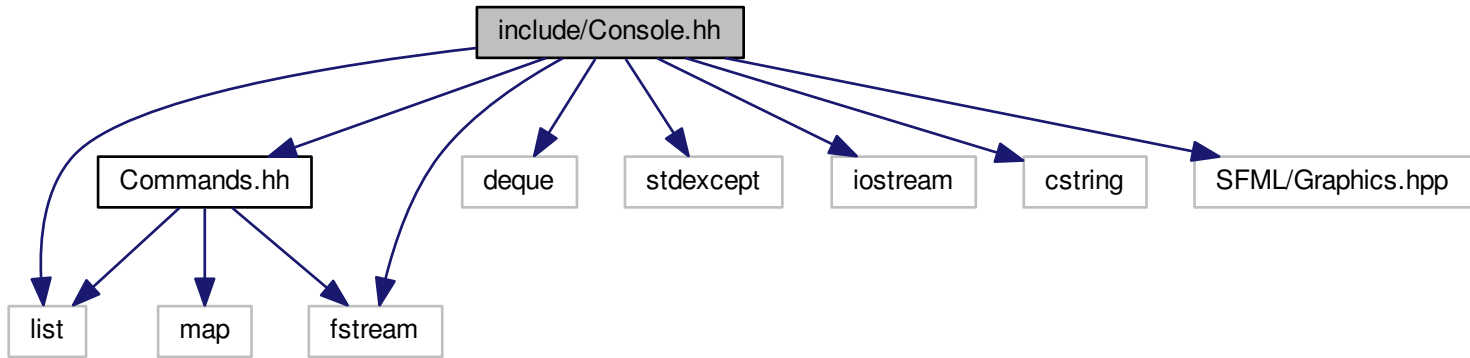 include/Console.hh
Commands.hh
deque
stdexcept
iostream
cstring
SFML/Graphics.hpp
list
map
fstream